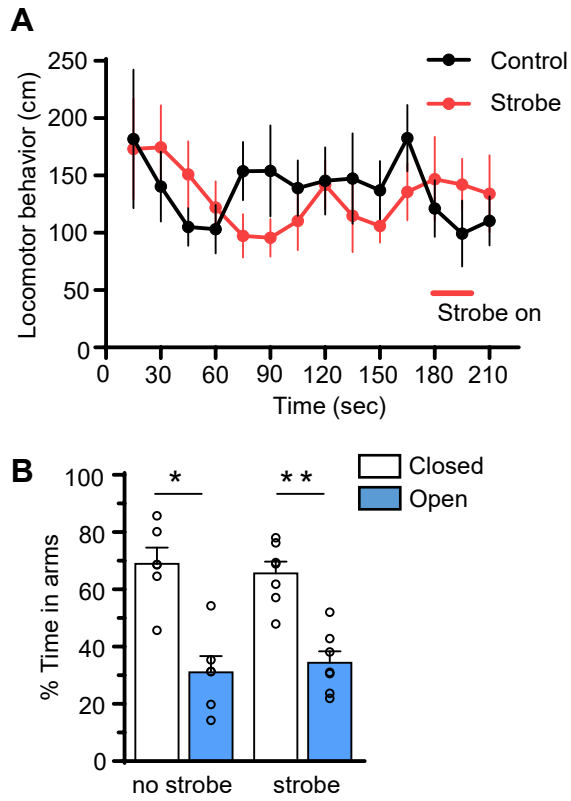 A
Locomotor behavior (cm)
250
200
150
100
50
0
Control
Strobe
Strobe on
0 30 60 90 120 150 180 210
Time (sec)
B
% Time in arms
100
80
60
40
20
0
* **
Closed
Open
no strobe strobe